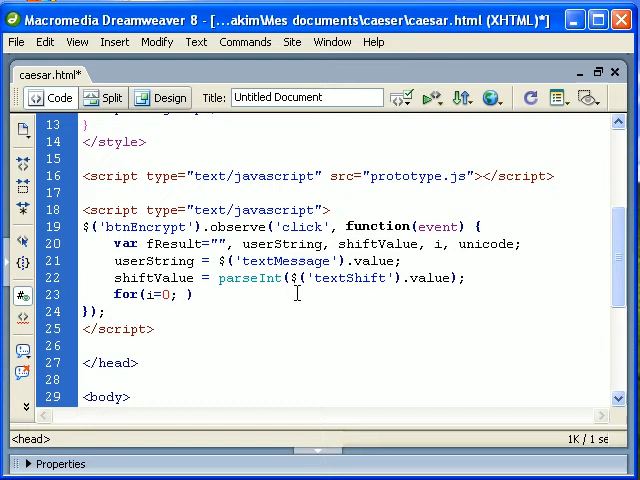 Macromedia Dreamweaver 8 - [...akim\Mes documents\caeser\caesar.html (XHTML)*]
File Edit View Insert Modify Text Commands Site Window Help
caesar.html*
Code Split Design Title: Untitled Document
13 }
14 </style>
15
16 <script type="text/javascript" src="prototype.js"></script>
17
18 <script type="text/javascript">
19 $('btnEncrypt').observe('click', function(event) {
20 var fResult="", userString, shiftValue, i, unicode;
21 userString = $('textMessage').value;
22 shiftValue = parseInt($('textShift').value);
23 for(i=0; )
24 });
25 </script>
26
27 </head>
28
29 <body>
<head> 1K / 1 se
Properties